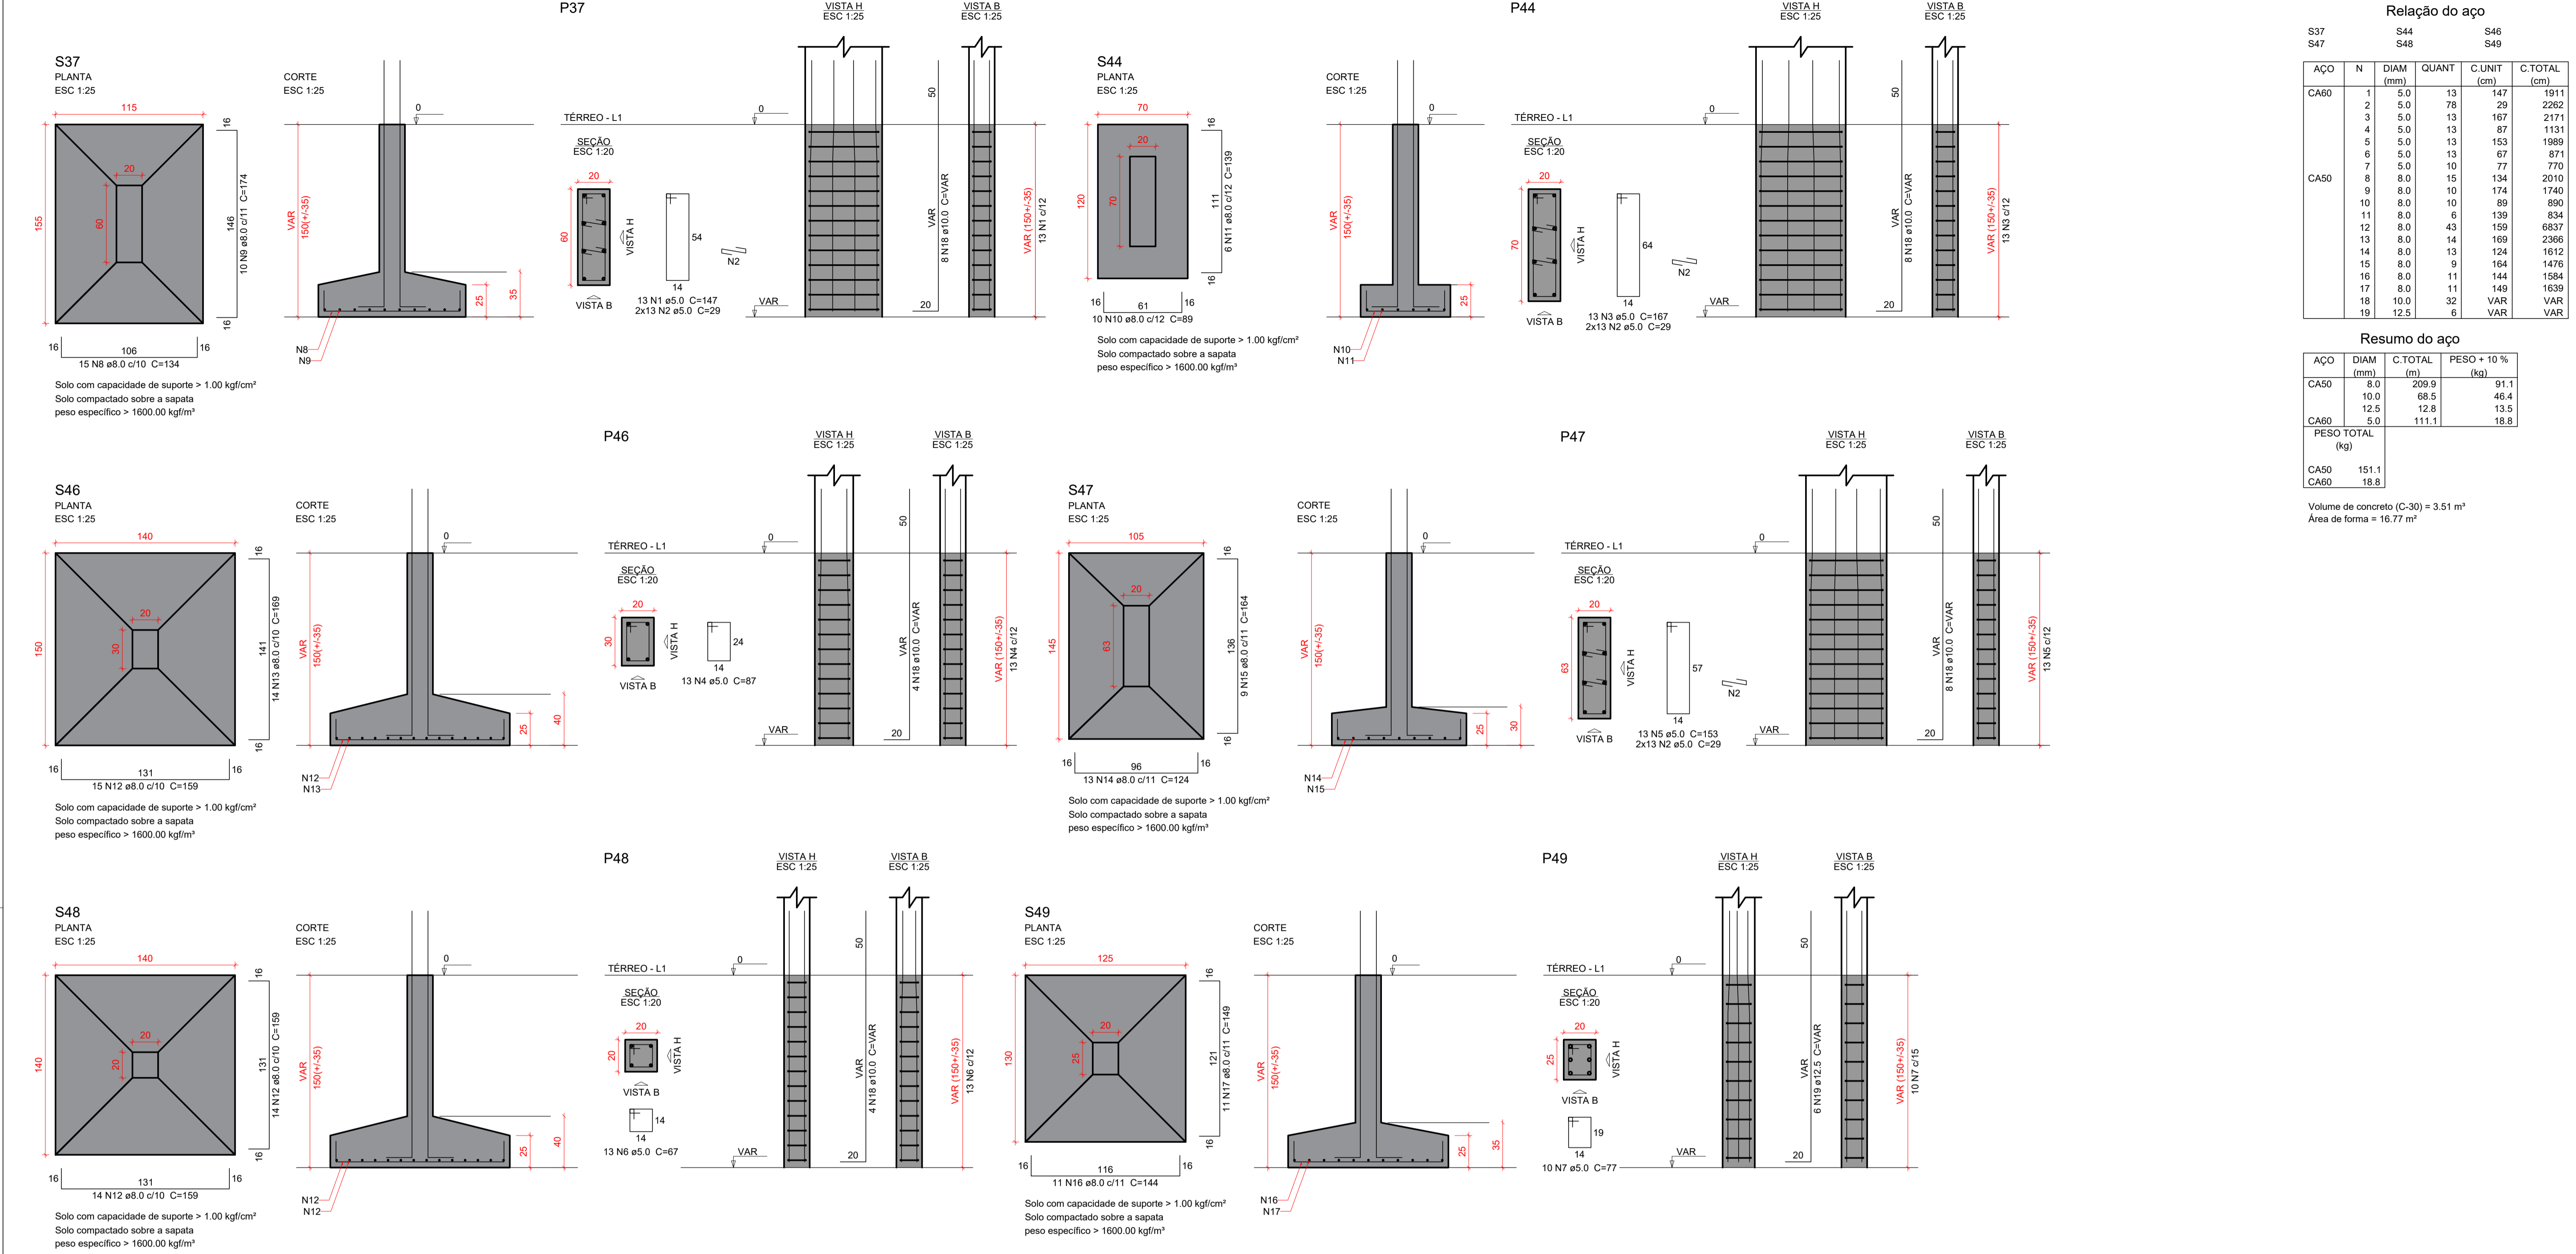 P37
VISTA H
ESC 1:25
VISTA B
ESC 1:25
S37
PLANTA
ESC 1:25
115
155
20
60
16
146
10 N9 ø8.0 c/11 C=174
16
16
106
16
15 N8 ø8.0 c/10 C=134
Solo com capacidade de suporte > 1.00 kgf/cm²
Solo compactado sobre a sapata
peso específico > 1600.00 kgf/m³
CORTE
ESC 1:25
0
VAR
150(+/-35)
25
35
N8
N9
TÉRREO - L1
0
SEÇÃO
ESC 1:20
20
60
VISTA H
VISTA B
54
14
N2
13 N1 ø5.0 C=147
2x13 N2 ø5.0 C=29
VAR
50
VAR
8 N18 ø10.0 C=VAR
20
VAR (150+/-35)
13 N1 c/12
P44
VISTA H
ESC 1:25
VISTA B
ESC 1:25
S44
PLANTA
ESC 1:25
70
120
20
70
16
111
6 N11 ø8.0 c/12 C=139
16
16
61
16
10 N10 ø8.0 c/12 C=89
Solo com capacidade de suporte > 1.00 kgf/cm²
Solo compactado sobre a sapata
peso específico > 1600.00 kgf/m³
CORTE
ESC 1:25
0
VAR
150(+/-35)
25
N10
N11
TÉRREO - L1
0
SEÇÃO
ESC 1:20
20
70
VISTA H
VISTA B
64
14
N2
13 N3 ø5.0 C=167
2x13 N2 ø5.0 C=29
VAR
50
VAR
8 N18 ø10.0 C=VAR
20
VAR (150+/-35)
13 N3 c/12
P46
VISTA H
ESC 1:25
VISTA B
ESC 1:25
S46
PLANTA
ESC 1:25
140
150
20
30
16
141
14 N13 ø8.0 c/10 C=169
16
16
131
16
15 N12 ø8.0 c/10 C=159
Solo com capacidade de suporte > 1.00 kgf/cm²
Solo compactado sobre a sapata
peso específico > 1600.00 kgf/m³
CORTE
ESC 1:25
0
VAR
150(+/-35)
25
40
N12
N13
TÉRREO - L1
0
SEÇÃO
ESC 1:20
20
30
VISTA H
VISTA B
24
14
13 N4 ø5.0 C=87
VAR
50
VAR
4 N18 ø10.0 C=VAR
20
VAR (150+/-35)
13 N4 c/12
P47
VISTA H
ESC 1:25
VISTA B
ESC 1:25
S47
PLANTA
ESC 1:25
105
145
20
63
16
136
9 N15 ø8.0 c/11 C=164
16
16
96
16
13 N14 ø8.0 c/11 C=124
Solo com capacidade de suporte > 1.00 kgf/cm²
Solo compactado sobre a sapata
peso específico > 1600.00 kgf/m³
CORTE
ESC 1:25
0
VAR
150(+/-35)
25
30
N14
N15
TÉRREO - L1
0
SEÇÃO
ESC 1:20
20
63
VISTA H
VISTA B
57
14
N2
13 N5 ø5.0 C=153
2x13 N2 ø5.0 C=29
VAR
50
VAR
8 N18 ø10.0 C=VAR
20
VAR (150+/-35)
13 N5 c/12
P48
VISTA H
ESC 1:25
VISTA B
ESC 1:25
S48
PLANTA
ESC 1:25
140
140
20
20
16
131
14 N12 ø8.0 c/10 C=159
16
16
131
16
14 N12 ø8.0 c/10 C=159
Solo com capacidade de suporte > 1.00 kgf/cm²
Solo compactado sobre a sapata
peso específico > 1600.00 kgf/m³
CORTE
ESC 1:25
0
VAR
150(+/-35)
25
40
N12
N12
TÉRREO - L1
0
SEÇÃO
ESC 1:20
20
20
VISTA H
VISTA B
14
14
13 N6 ø5.0 C=67
VAR
50
VAR
4 N18 ø10.0 C=VAR
20
VAR (150+/-35)
13 N6 c/12
P49
VISTA H
ESC 1:25
VISTA B
ESC 1:25
S49
PLANTA
ESC 1:25
125
130
20
25
16
121
11 N17 ø8.0 c/11 C=149
16
16
116
16
11 N16 ø8.0 c/11 C=144
Solo com capacidade de suporte > 1.00 kgf/cm²
Solo compactado sobre a sapata
peso específico > 1600.00 kgf/m³
CORTE
ESC 1:25
0
VAR
150(+/-35)
25
35
N16
N17
TÉRREO - L1
0
SEÇÃO
ESC 1:20
20
25
VISTA H
VISTA B
19
14
10 N7 ø5.0 C=77
VAR
50
VAR
6 N19 ø12.5 C=VAR
20
VAR (150+/-35)
10 N7 c/15
Relação do aço
S37 S44 S46
S47 S48 S49
AÇO N DIAM QUANT C.UNIT C.TOTAL
(mm) (cm) (cm)
CA60 1 5.0 13 147 1911
2 5.0 78 29 2262
3 5.0 13 167 2171
4 5.0 13 87 1131
5 5.0 13 153 1989
6 5.0 13 67 871
7 5.0 10 77 770
CA50 8 8.0 15 134 2010
9 8.0 10 174 1740
10 8.0 10 89 890
11 8.0 6 139 834
12 8.0 43 159 6837
13 8.0 14 169 2366
14 8.0 13 124 1612
15 8.0 9 164 1476
16 8.0 11 144 1584
17 8.0 11 149 1639
18 10.0 32 VAR VAR
19 12.5 6 VAR VAR
Resumo do aço
AÇO DIAM C.TOTAL PESO + 10 %
(mm) (m) (kg)
CA50 8.0 209.9 91.1
10.0 68.5 46.4
12.5 12.8 13.5
CA60 5.0 111.1 18.8
PESO TOTAL
(kg)
CA50 151.1
CA60 18.8
Volume de concreto (C-30) = 3.51 m³
Área de forma = 16.77 m²